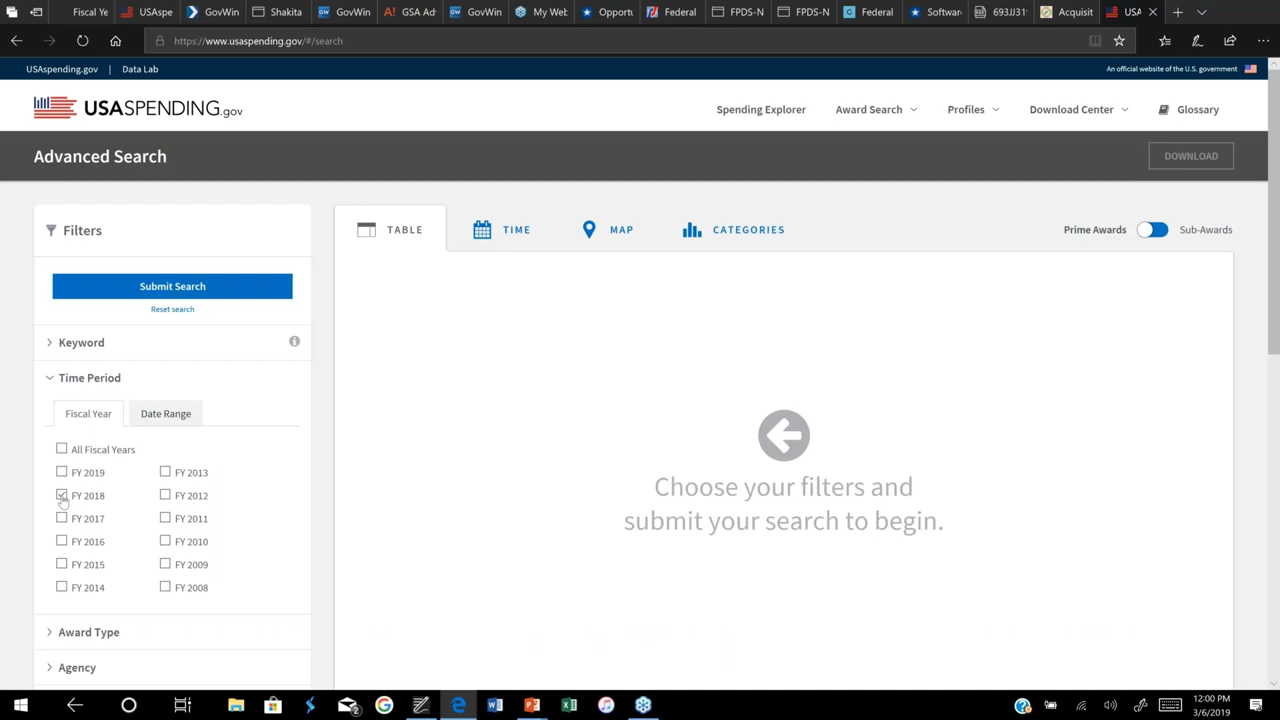 Fiscal Ye
USAspe
GovWin
Shakita
GovWin
GSA Ad
GovWin
My Web
Opport
Federal
FPDS-N
FPDS-N
Federal
Softwar
693JJ31
Acquisit
USA
https://www.usaspending.gov/#/search
USAspending.gov | Data Lab
An official website of the U.S. government
USASPENDING.gov
Spending Explorer
Award Search
Profiles
Download Center
Glossary
Advanced Search
DOWNLOAD
Filters
TABLE
TIME
MAP
CATEGORIES
Prime Awards
Sub-Awards
Submit Search
Reset search
Keyword
Time Period
Fiscal Year
Date Range
All Fiscal Years
FY 2019
FY 2013
FY 2018
FY 2012
FY 2017
FY 2011
FY 2016
FY 2010
FY 2015
FY 2009
FY 2014
FY 2008
Choose your filters and
submit your search to begin.
Award Type
Agency
12:00 PM
3/6/2019